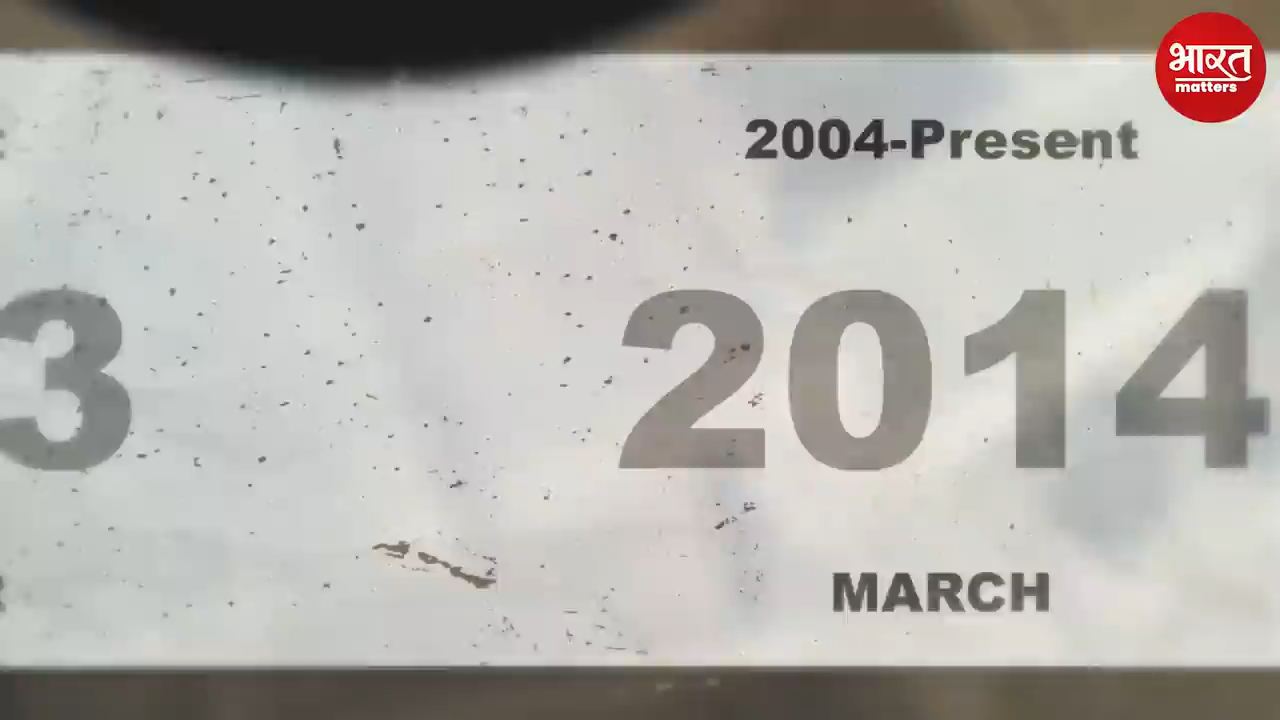 भारत
matters
2004-Present
3 2014
MARCH